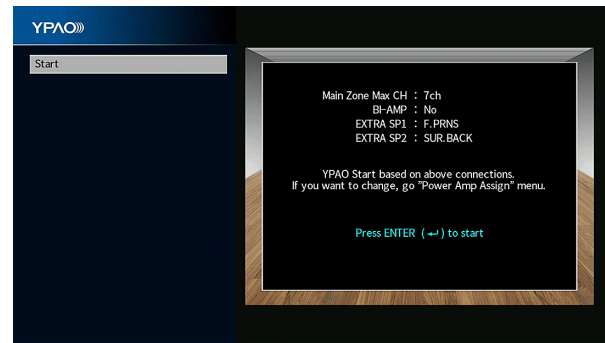 YPAO
Start
Main Zone Max CH : 7ch
BI-AMP : No
EXTRA SP1 : F.PRNS
EXTRA SP2 : SUR.BACK
YPAO Start based on above connections.
If you want to change, go "Power Amp Assign" menu.
Press ENTER (↵) to start